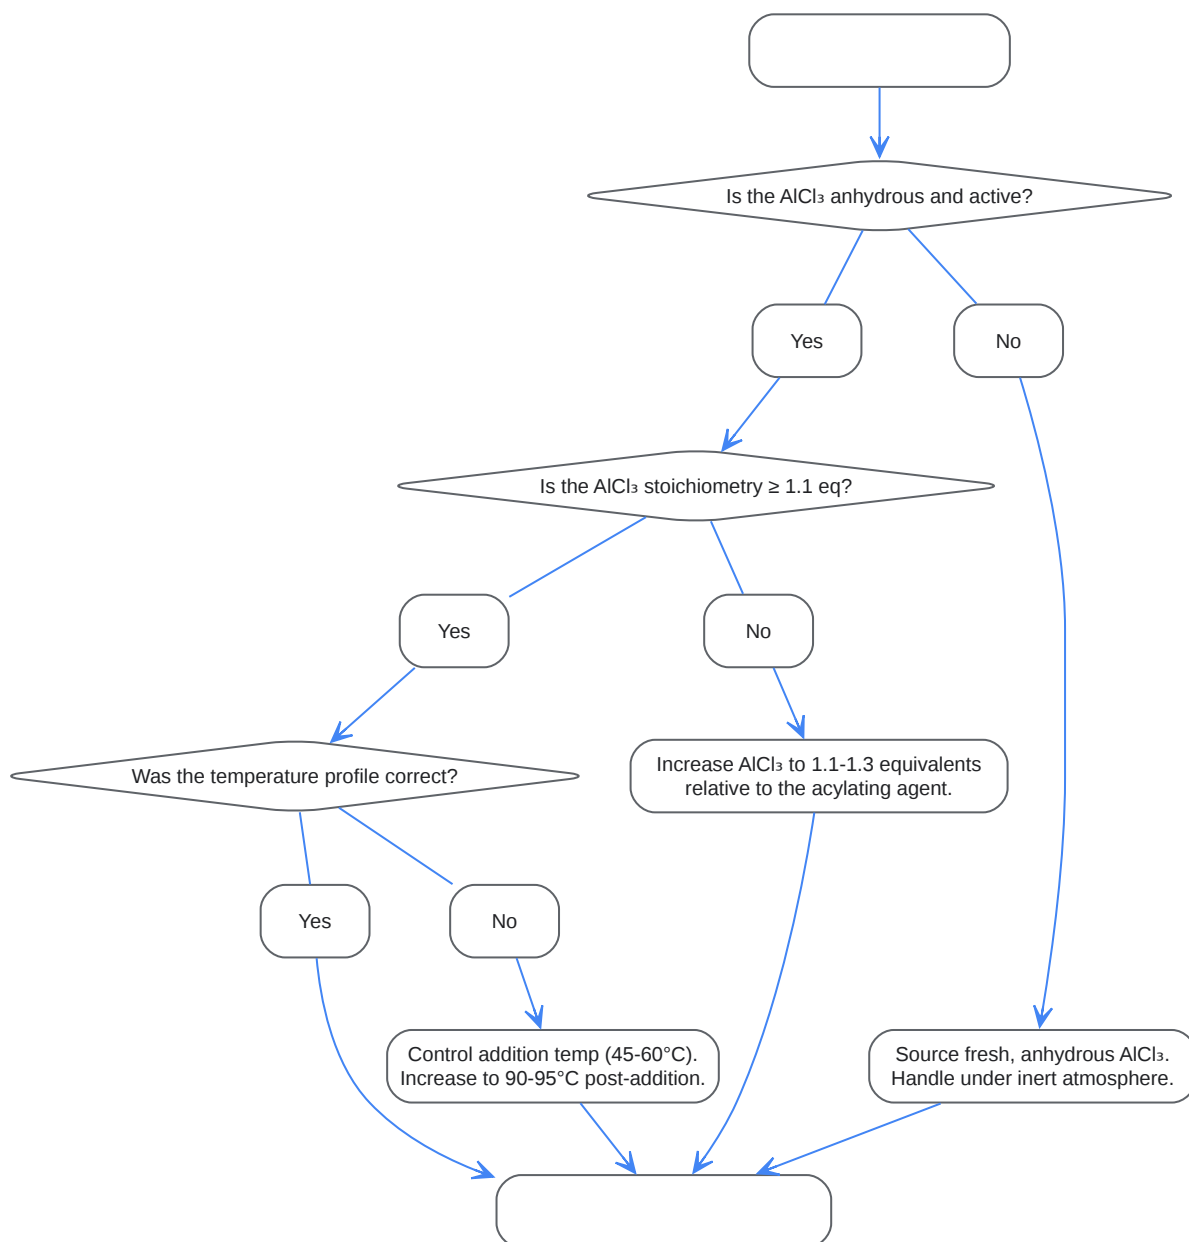 Is the AlCl₃ anhydrous and active?
Yes
No
Is the AlCl₃ stoichiometry ≥ 1.1 eq?
Yes
No
Increase AlCl₃ to 1.1-1.3 equivalents
relative to the acylating agent.
Was the temperature profile correct?
Yes
No
Control addition temp (45-60°C).
Increase to 90-95°C post-addition.
Source fresh, anhydrous AlCl₃.
Handle under inert atmosphere.